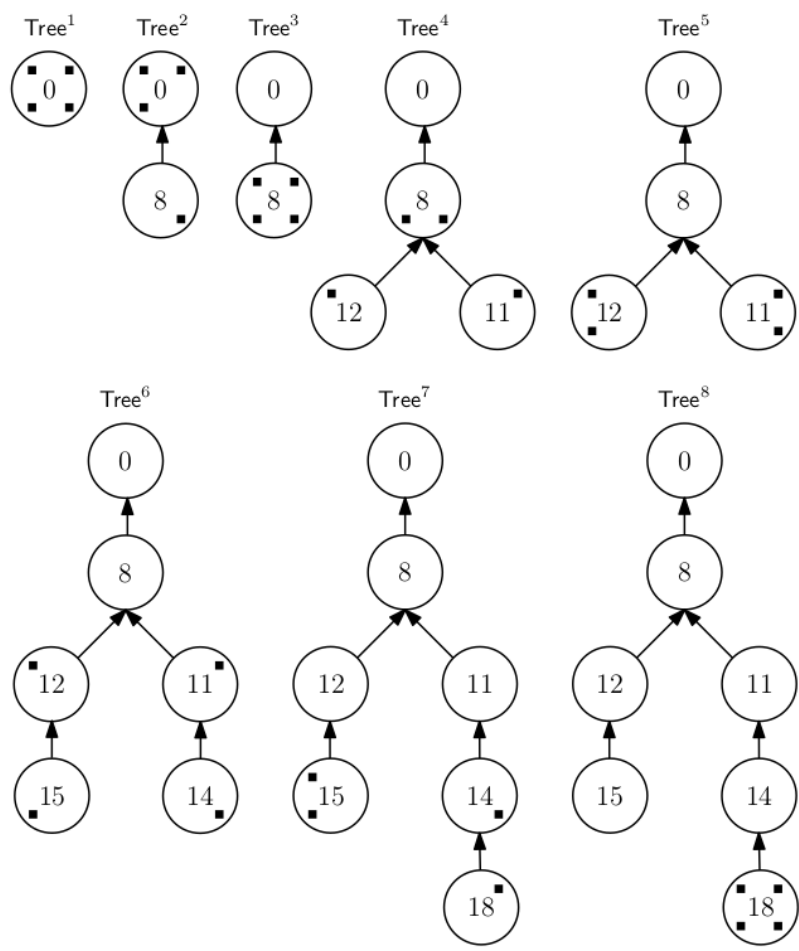 Tree¹ Tree² Tree³ Tree⁴ Tree⁵
0 0 0 0 0
8 8 8 8
12 11 12 11
Tree⁶ Tree⁷ Tree⁸
0 0 0
8 8 8
12 11 12 11 12 11
15 14 15 14 15 14
18 18